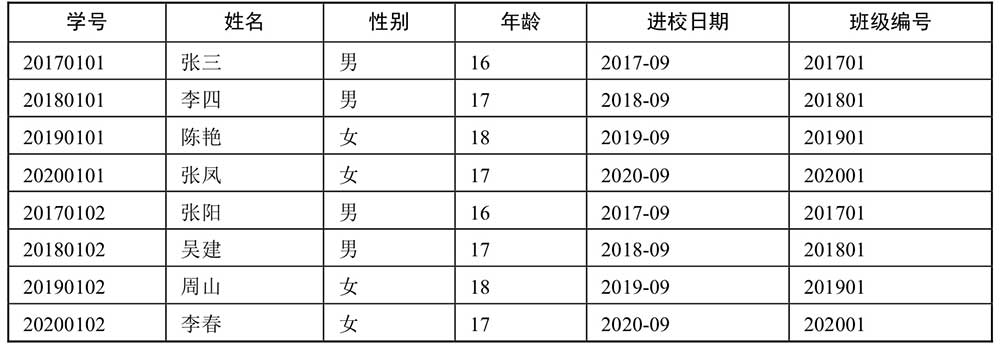 学号 姓名 性别 年龄 进校日期 班级编号
20170101 张三 男 16 2017-09 201701
20180101 李四 男 17 2018-09 201801
20190101 陈艳 女 18 2019-09 201901
20200101 张凤 女 17 2020-09 202001
20170102 张阳 男 16 2017-09 201701
20180102 吴建 男 17 2018-09 201801
20190102 周山 女 18 2019-09 201901
20200102 李春 女 17 2020-09 202001